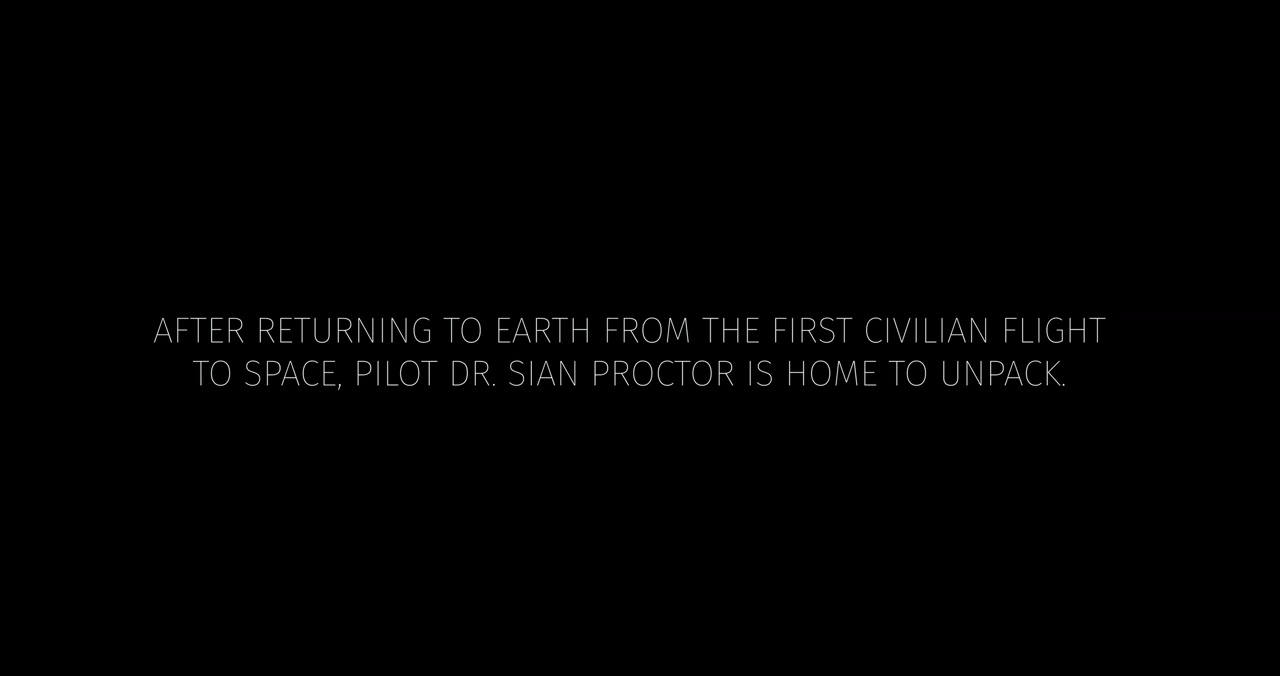 AFTER RETURNING TO EARTH FROM THE FIRST CIVILIAN FLIGHT
TO SPACE, PILOT DR. SIAN PROCTOR IS HOME TO UNPACK.